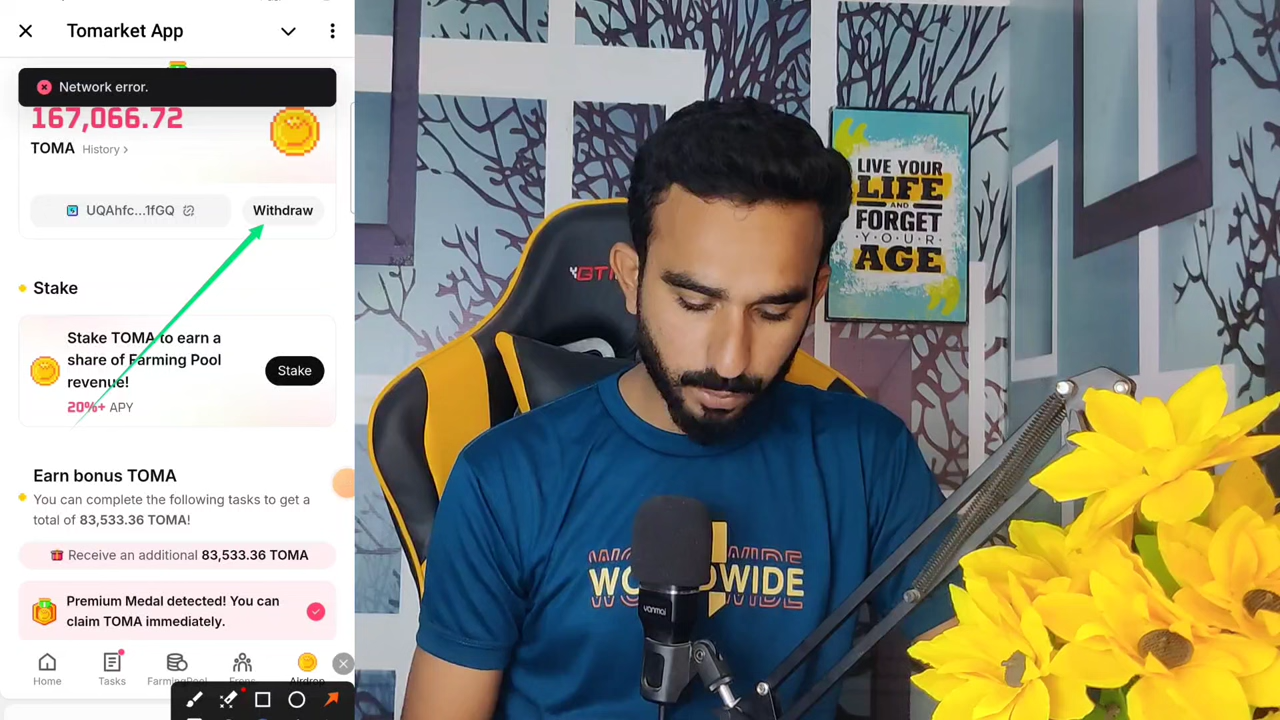 Tomarket App
Network error.
167,066.72
TOMA History >
UQAhfc...1fGQ
Withdraw
Stake
Stake TOMA to earn a
share of Farming Pool
revenue!
20%+ APY
Stake
Earn bonus TOMA
You can complete the following tasks to get a
total of 83,533.36 TOMA!
Receive an additional 83,533.36 TOMA
Premium Medal detected! You can
claim TOMA immediately.
Home
Tasks
LIVE YOUR
LIFE
AND
FORGET
YOUR
AGE
WORLDWIDE
vanmai